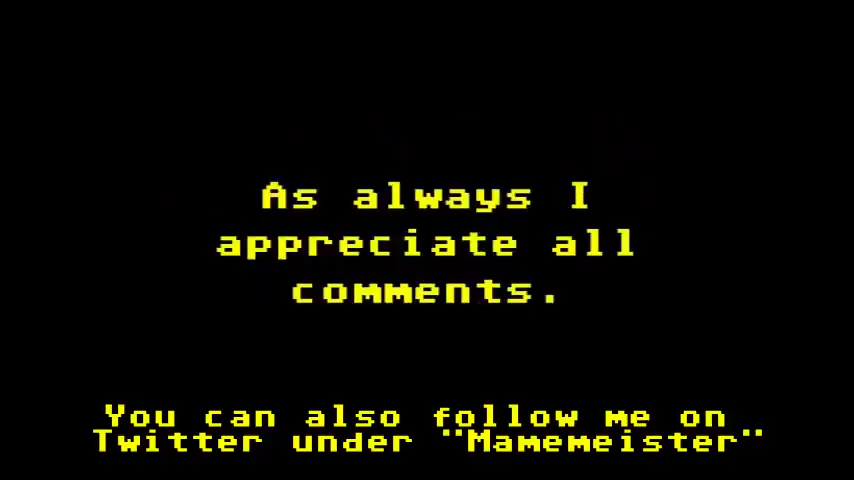 As always I
appreciate all
comments.
You can also follow me on
Twitter under "Mamemeister"